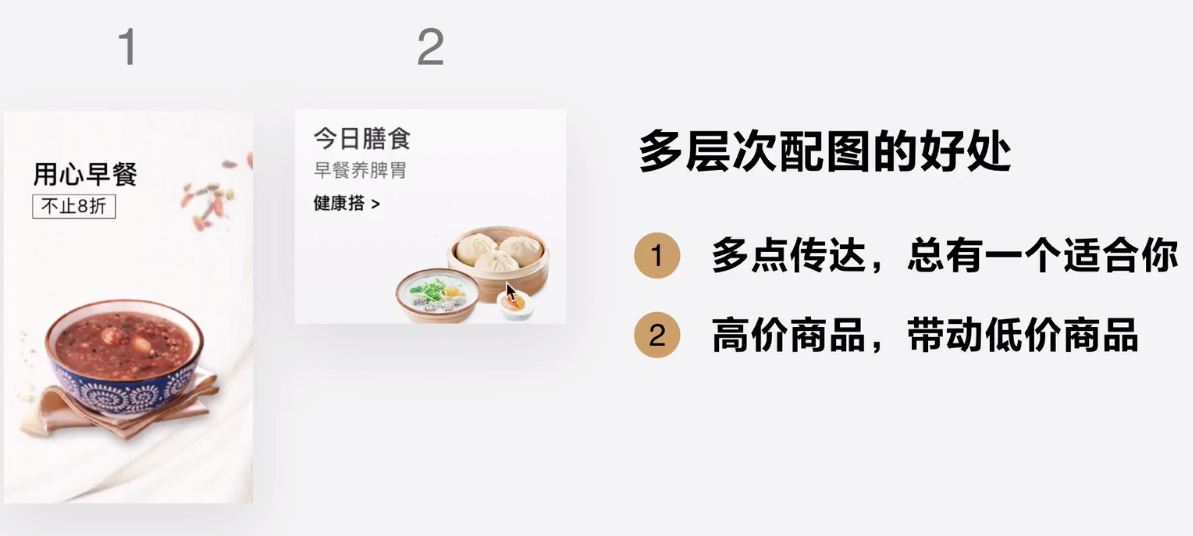 1
2
用心早餐
不止8折
今日膳食
早餐养脾胃
健康搭 >
多层次配图的好处
1 多点传达，总有一个适合你
2 高价商品，带动低价商品